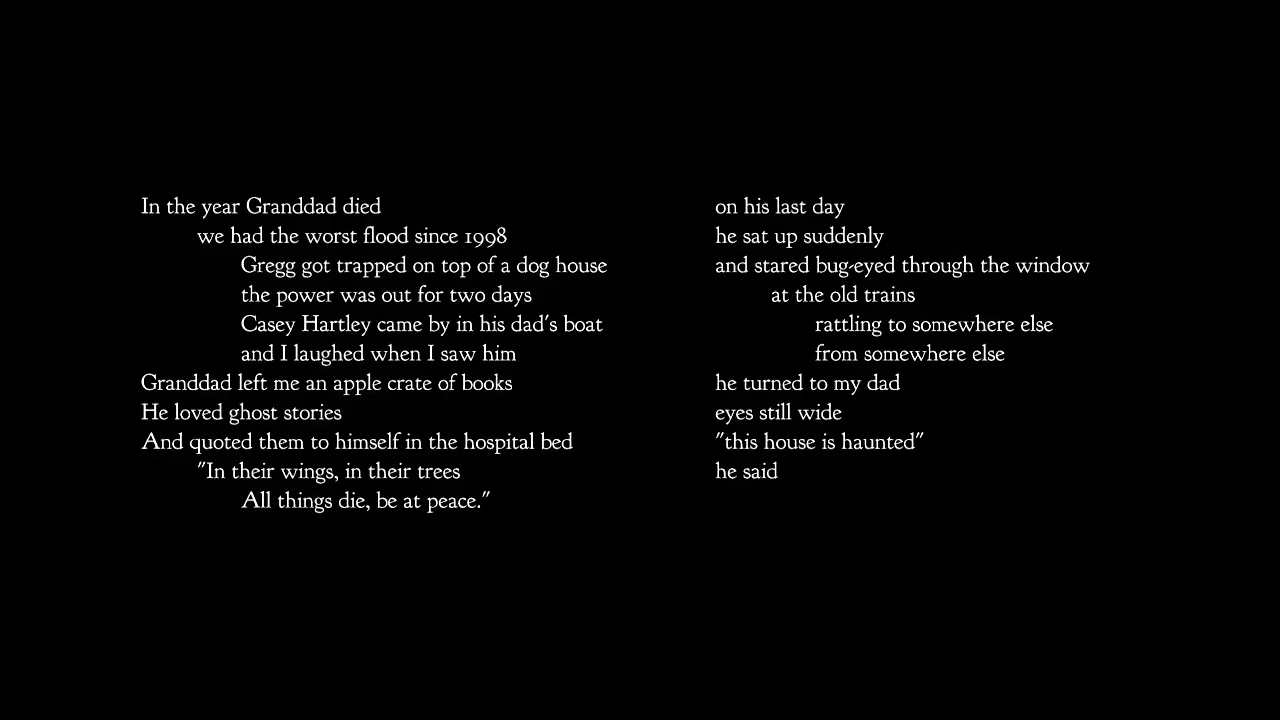 In the year Granddad died
we had the worst flood since 1998
Gregg got trapped on top of a dog house
the power was out for two days
Casey Hartley came by in his dad's boat
and I laughed when I saw him
Granddad left me an apple crate of books
He loved ghost stories
And quoted them to himself in the hospital bed
"In their wings, in their trees
All things die, be at peace."
on his last day
he sat up suddenly
and stared bug-eyed through the window
at the old trains
rattling to somewhere else
from somewhere else
he turned to my dad
eyes still wide
"this house is haunted"
he said